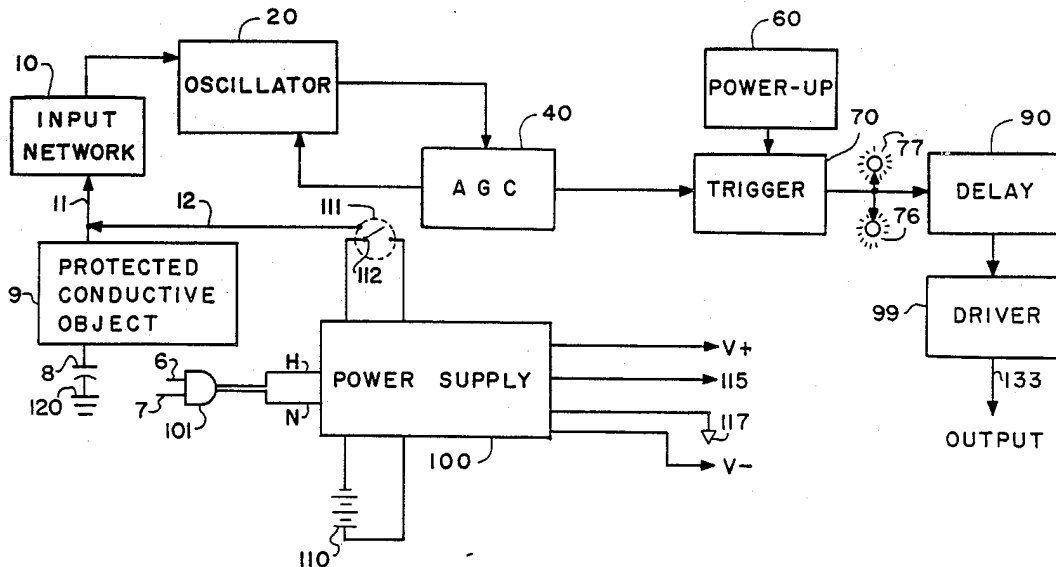 20
OSCILLATOR
10
INPUT
NETWORK
60
POWER-UP
40
AGC
70
TRIGGER
77
76
90
DELAY
11
12
111
112
9
PROTECTED
CONDUCTIVE
OBJECT
99
DRIVER
133
OUTPUT
8
120
6
7
101
H
N
POWER SUPPLY
100
V+
115
117
V-
110